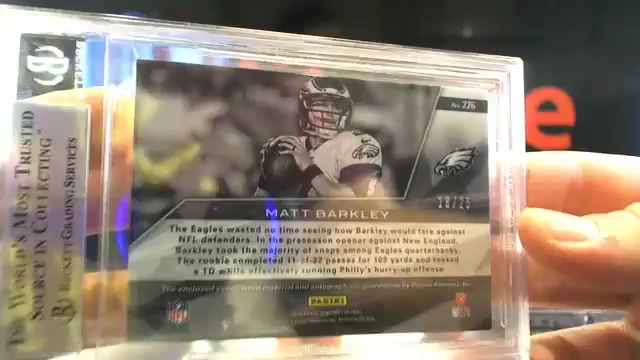 THE WORLD'S MOST TRUSTED
SOURCE IN COLLECTING™
BECKETT GRADING SERVICES
No. 226
18/25
MATT BARKLEY
The Eagles wasted no time seeing how Barkley would fare against
NFL defenders. In the preseason opener against New England,
Barkley took the majority of snaps among Eagles quarterbacks.
The rookie completed 11-of-22 passes for 103 yards and tossed
a TD while effectively running Philly's hurry-up offense.
The enclosed
material and autograph
guaranteed by Panini America, Inc.
PANINI
NFL
e